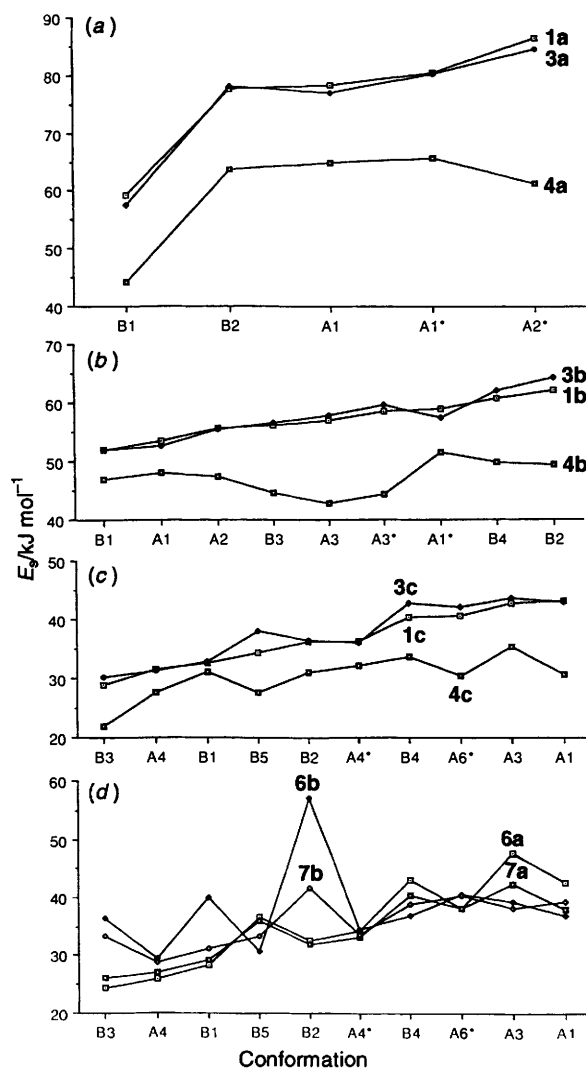 (a)
90
80
70
60
50
40
1a
3a
4a
B1 B2 A1 A1* A2*
(b)
70
60
50
40
3b
1b
4b
B1 A1 A2 B3 A3 A3* A1* B4 B2
Es/kJ mol⁻¹
(c)
50
40
30
20
3c
1c
4c
B3 A4 B1 B5 B2 A4* B4 A6* A3 A1
(d)
60
50
40
30
20
6b
7b
6a
7a
B3 A4 B1 B5 B2 A4* B4 A6* A3 A1
Conformation